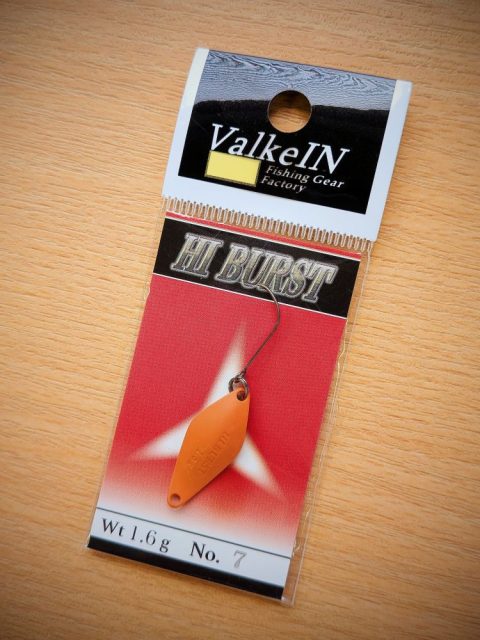 ValkeIN
Fishing Gear
Factory
HI BURST
Wt 1.6g No. 7